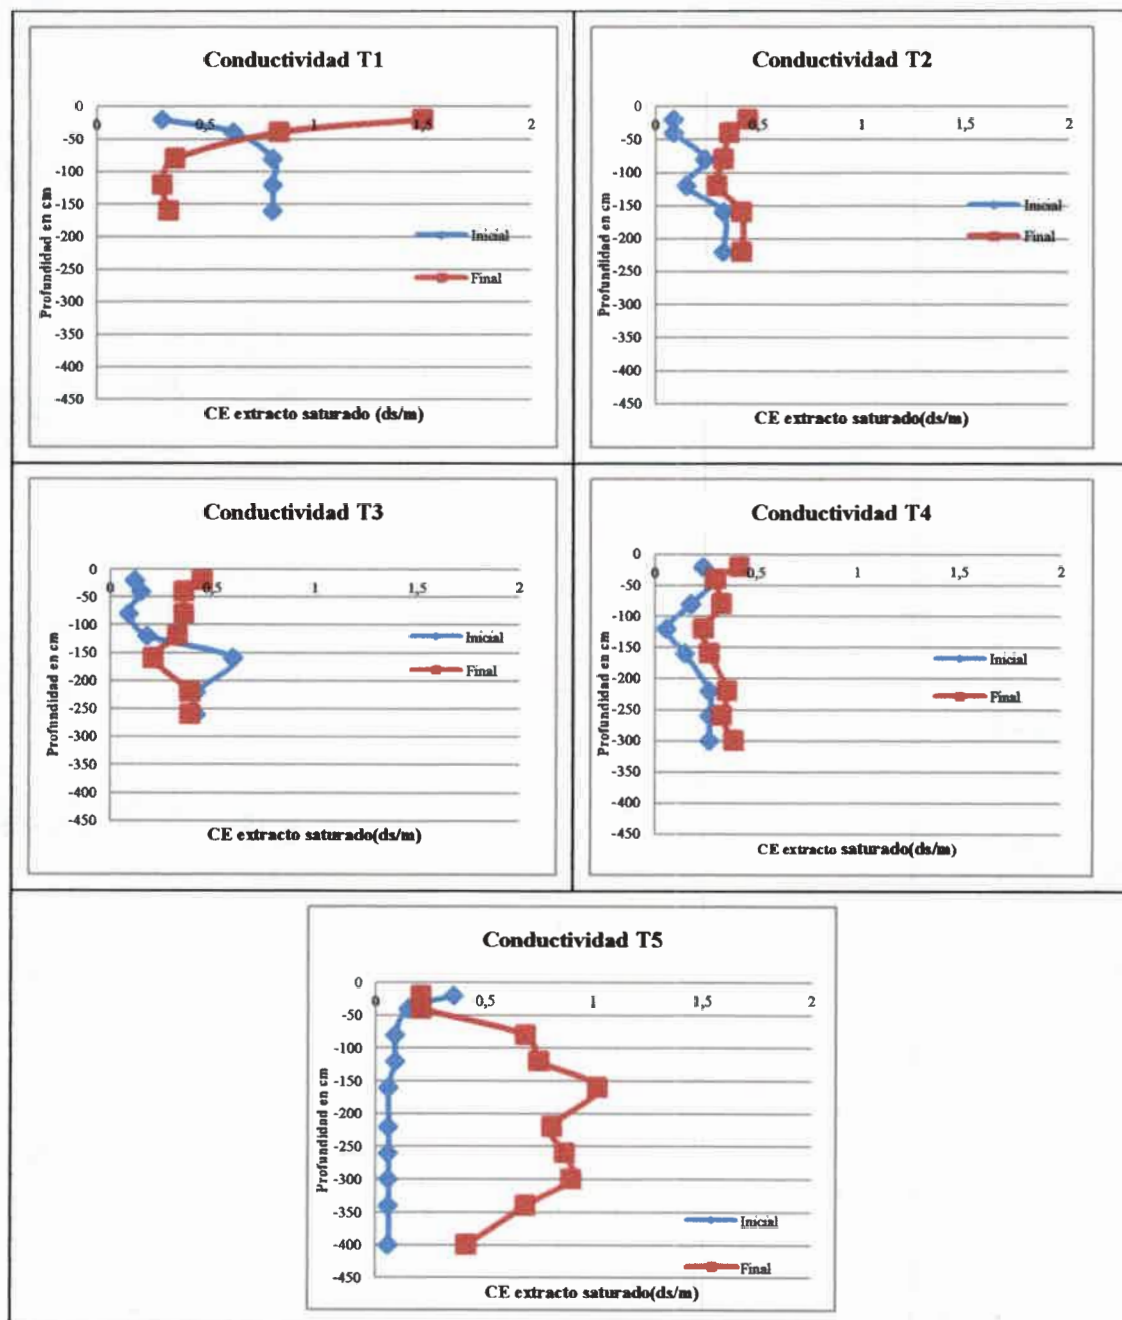 Conductividad T1
0
0 0,5 1 1,5 2
-50
-100
-150
-200
-250
-300
-350
-400
-450
Profundidad en cm
Inicial
Final
CE extracto saturado (ds/m)
Conductividad T2
0
0 0,5 1 1,5 2
-50
-100
-150
-200
-250
-300
-350
-400
-450
Profundidad en cm
Inicial
Final
CE extracto saturado(ds/m)
Conductividad T3
0
0 0,5 1 1,5 2
-50
-100
-150
-200
-250
-300
-350
-400
-450
Profundidad en cm
Inicial
Final
CE extracto saturado(ds/m)
Conductividad T4
0
0 0,5 1 1,5 2
-50
-100
-150
-200
-250
-300
-350
-400
-450
Profundidad en cm
Inicial
Final
CE extracto saturado(ds/m)
Conductividad T5
0
0 0,5 1 1,5 2
-50
-100
-150
-200
-250
-300
-350
-400
-450
Profundidad en cm
Inicial
Final
CE extracto saturado(ds/m)